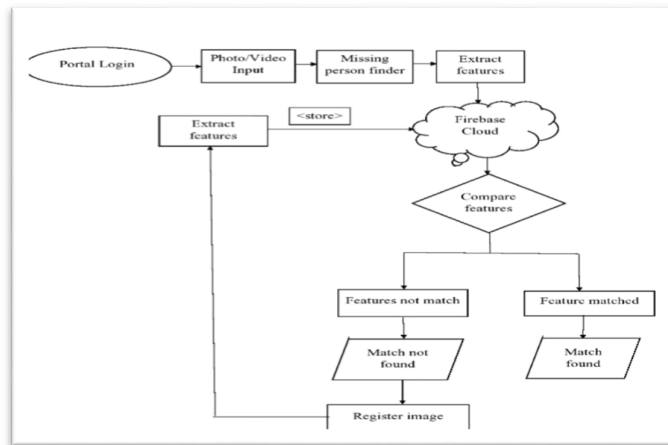 Portal Login
Photo/Video
Input
Missing
person finder
Extract
features
Extract
features
<store>
Firebase
Cloud
Compare
features
Features not match
Feature matched
Match not
found
Match
found
Register image